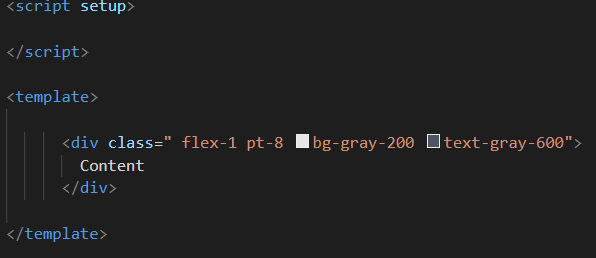 <script setup>
</script>
<template>
<div class=" flex-1 pt-8 bg-gray-200 text-gray-600">
Content
</div>
</template>